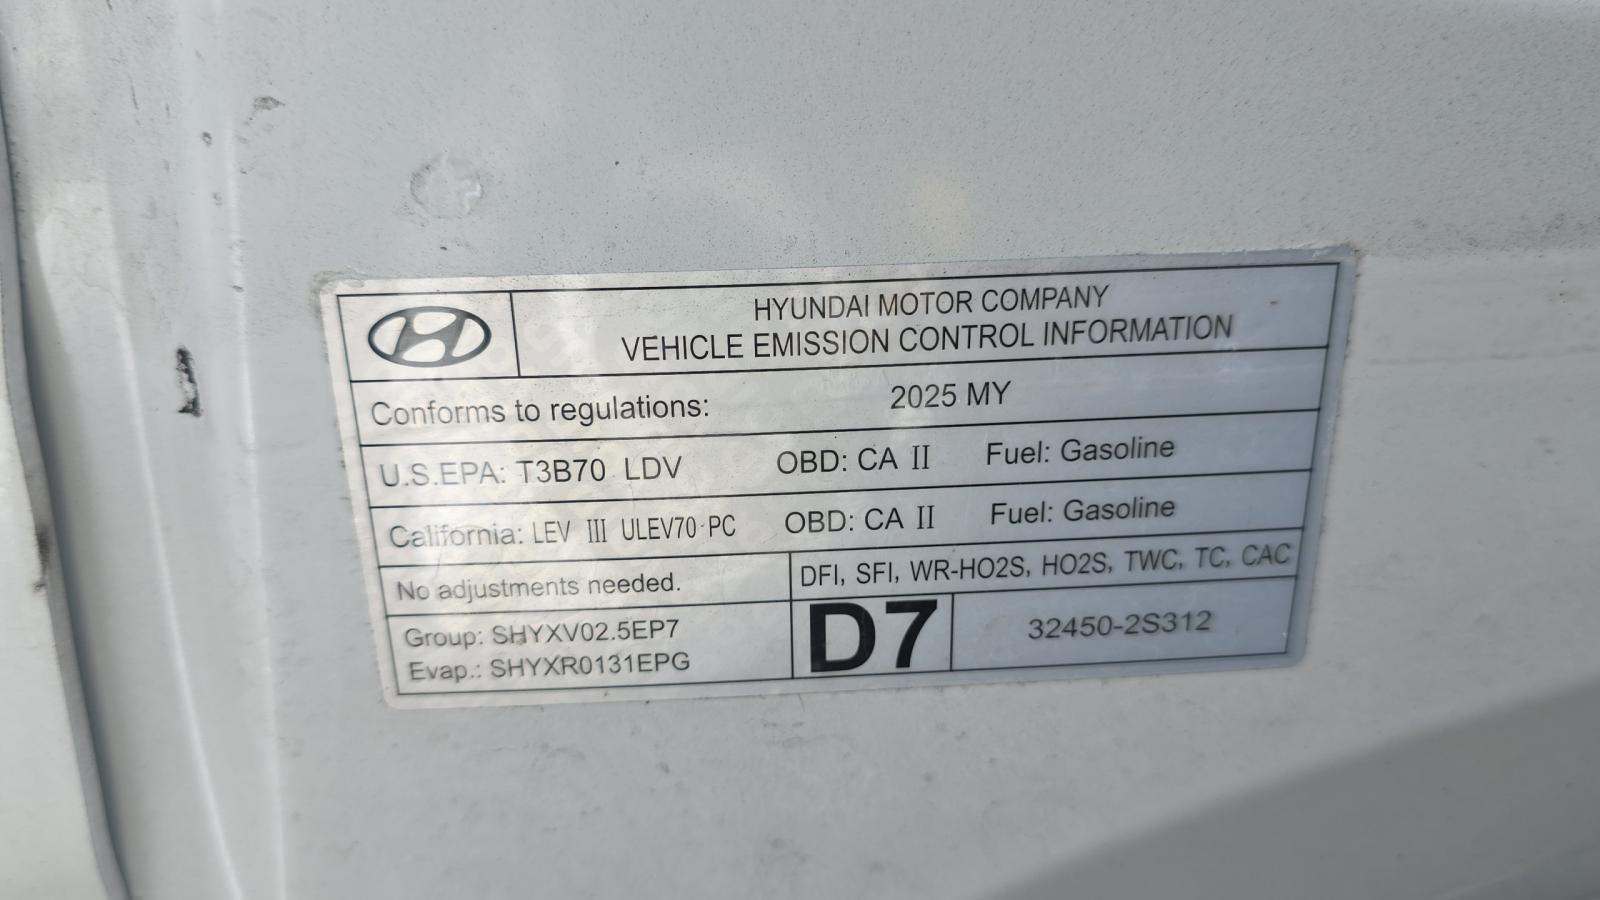 HYUNDAI MOTOR COMPANY
VEHICLE EMISSION CONTROL INFORMATION
Conforms to regulations: 2025 MY
U.S.EPA: T3B70 LDV OBD: CA II Fuel: Gasoline
California: LEV III ULEV70 PC OBD: CA II Fuel: Gasoline
No adjustments needed. DFI, SFI, WR-HO2S, HO2S, TWC, TC, CAC
Group: SHYXV02.5EP7
Evap.: SHYXR0131EPG
D7 32450-2S312